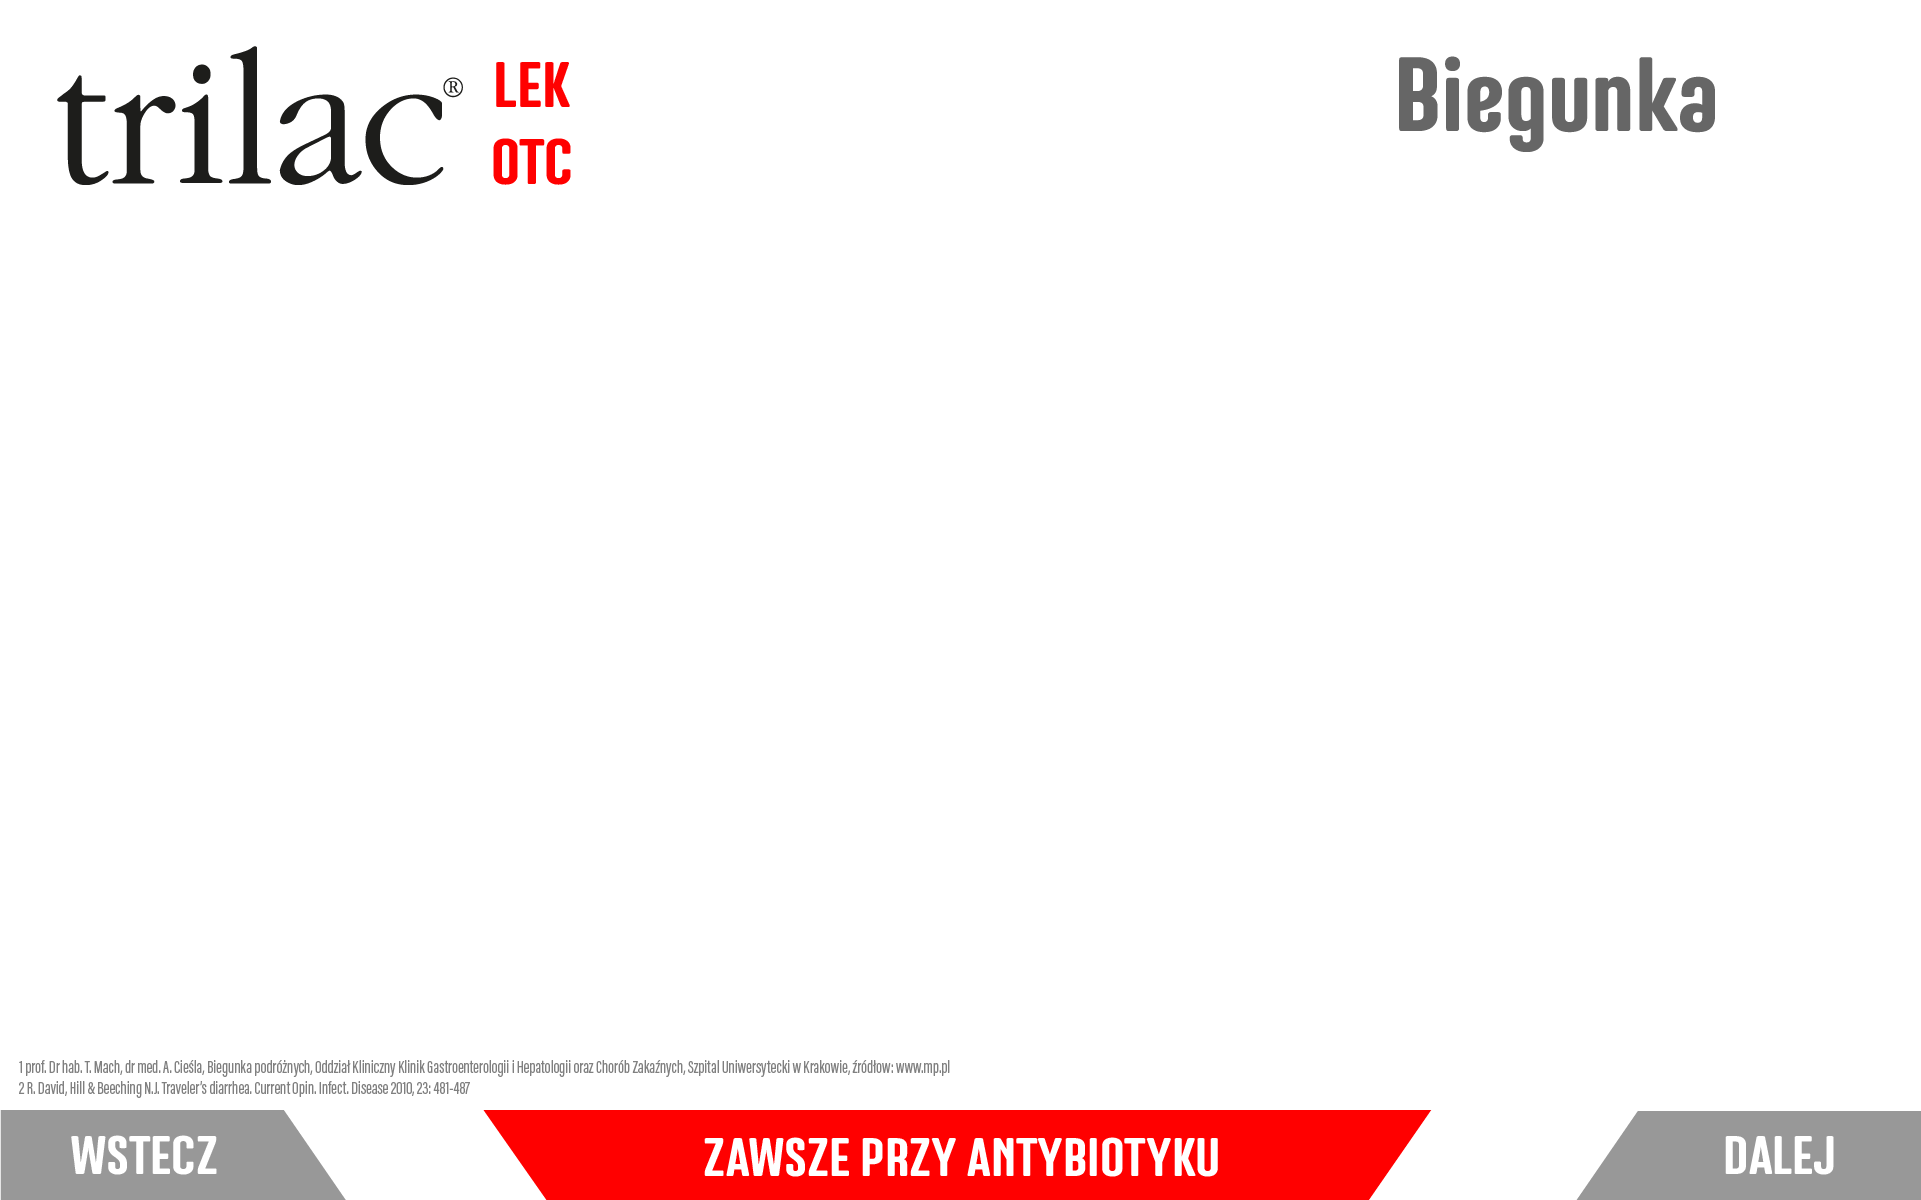 trilac®
LEK
OTC
Biegunka
1 prof. Dr hab. T. Mach, dr med. A. Cieśla, Biegunka podróżnych, Oddział Kliniczny Klinik Gastroenterologii i Hepatologii oraz Chorób Zakaźnych, Szpital Uniwersytecki w Krakowie, źródłow: www.mp.pl
2 R. David, Hill & Beeching N.J. Traveler's diarrhea. Current Opin. Infect. Disease 2010, 23: 481-487
WSTECZ
ZAWSZE PRZY ANTYBIOTYKU
DALEJ